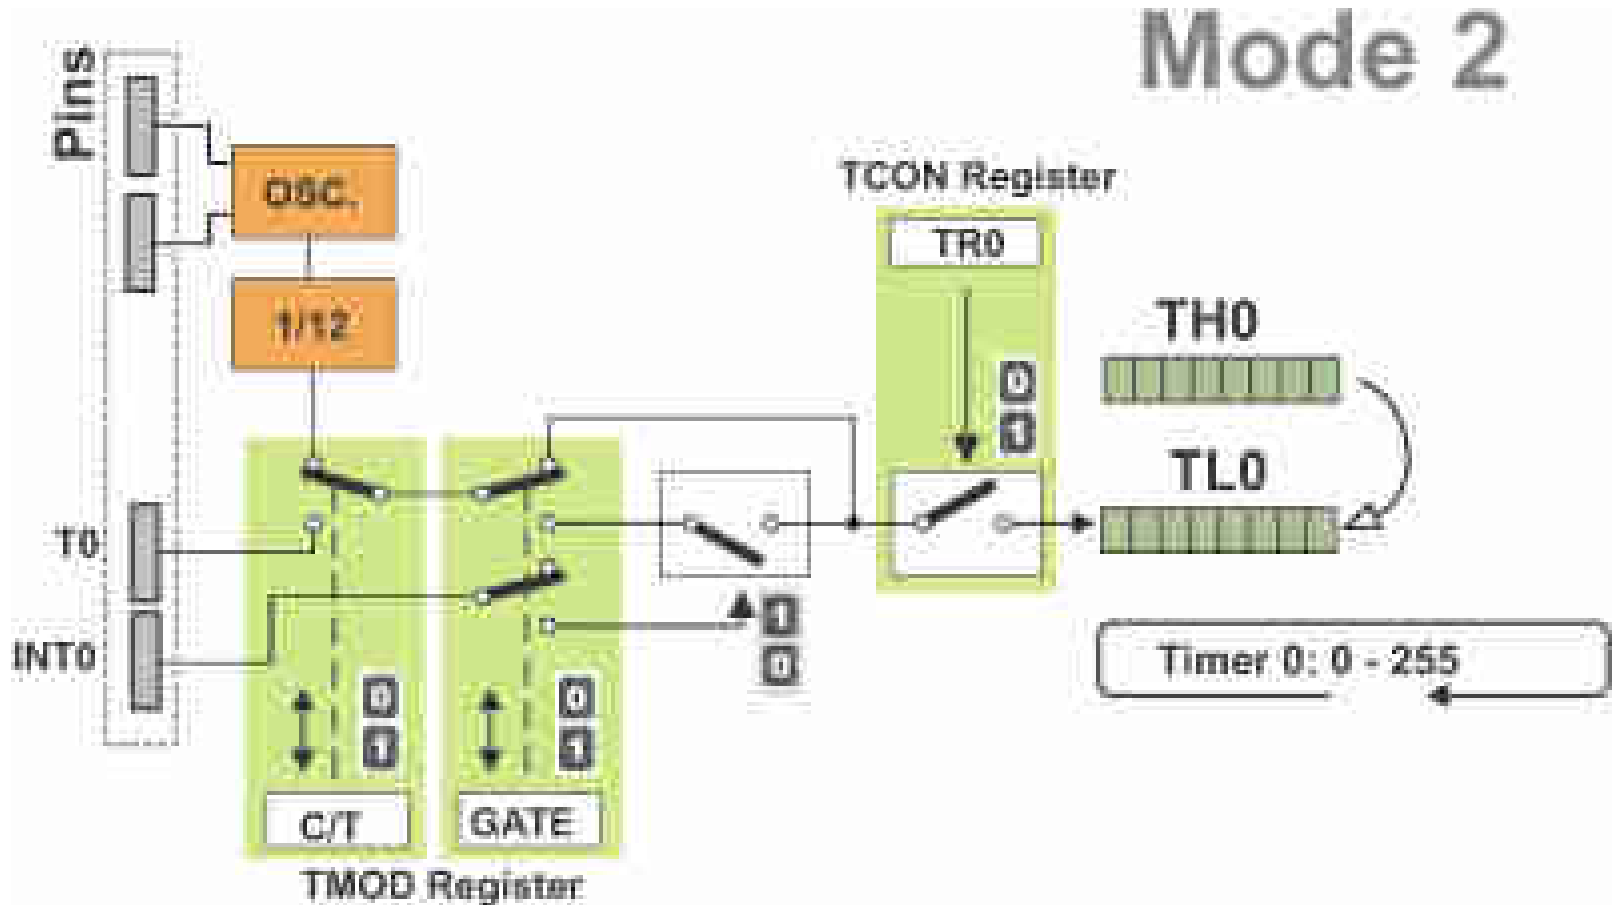 Mode 2
Pins
OSC.
1/12
TCON Register
TR0
0
1
TH0
TL0
T0
INT0
1
0
0
1
0
1
C/T
GATE
TMOD Register
Timer 0: 0 - 255